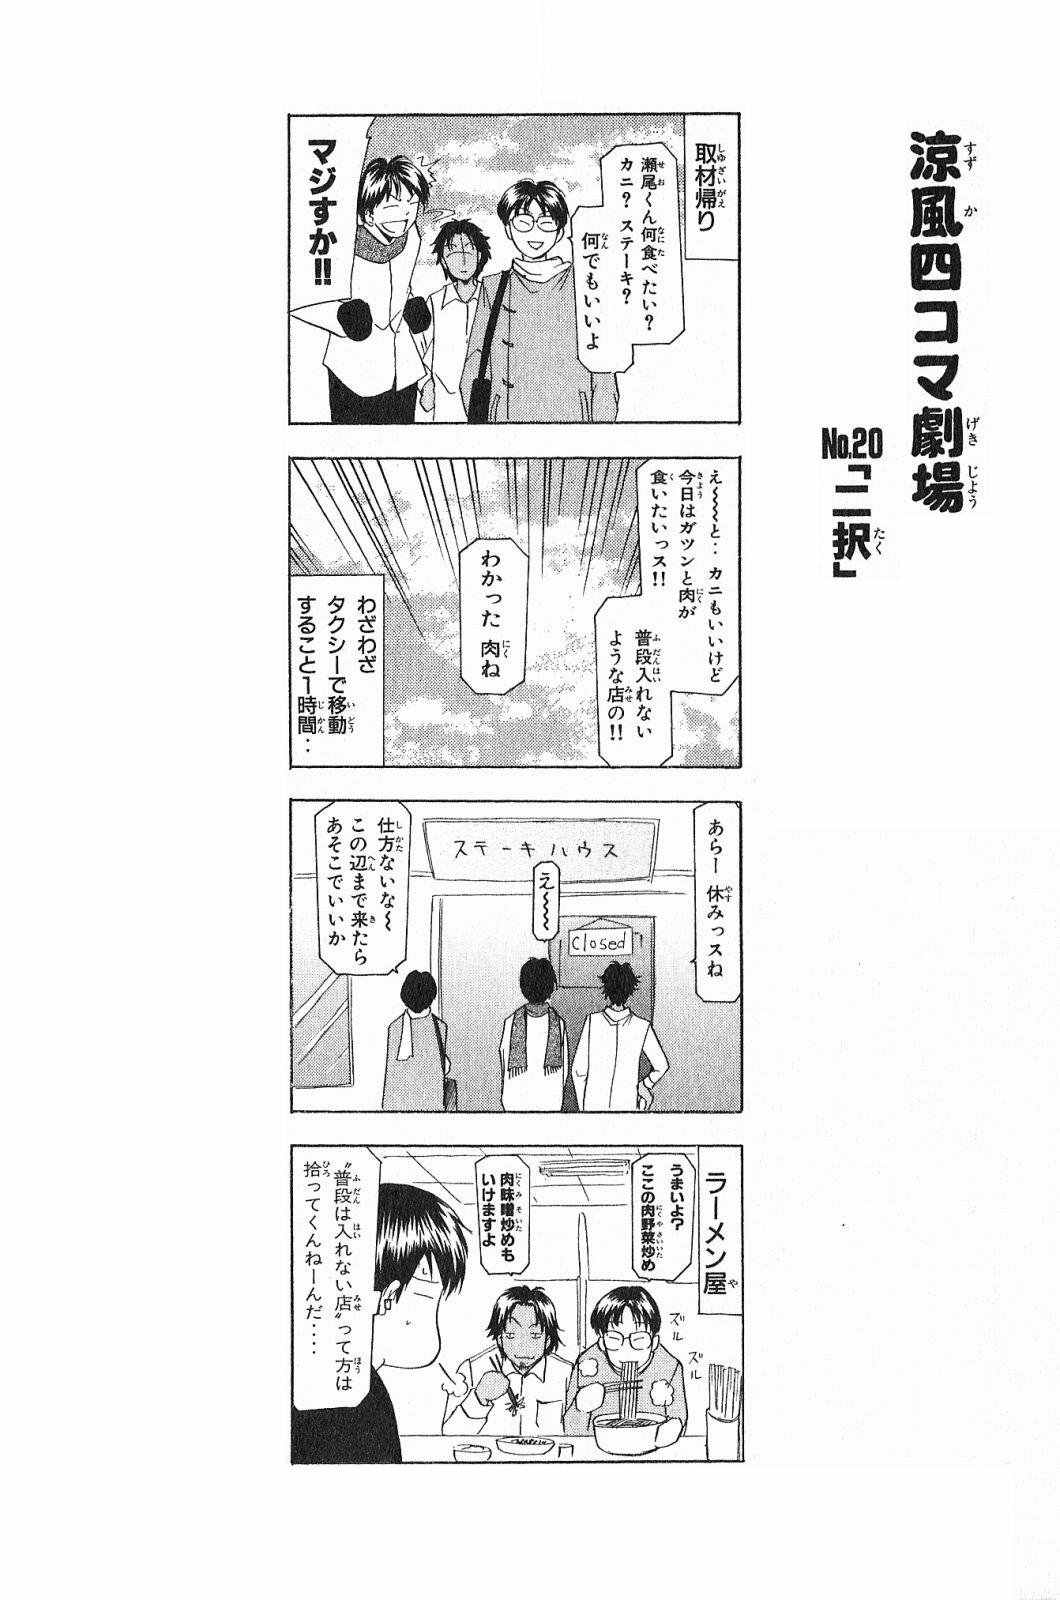 涼風四コマ劇場
No.20
「二択」
取材帰り
瀬尾くん何食べたい?
カニ?ステーキ?
何でもいいよ
マジすか!!
え〜〜〜と‥カニもいいけど
今日はガツンと肉が
食いたいっス!!
普段入れない
ような店の!!
わかった 肉ね
わざわざ
タクシーで移動
すること1時間‥
あらー 休みっスね
ステーキハウス
closed
え〜〜〜〜
仕方ないな〜
この辺まで来たら
あそこでいいか
ラーメン屋
うまいよ?
ここの肉野菜炒め
肉味噌炒めも
いけますよ
ズルズル
ズルズル
“普段は入れない店”って方は
拾ってくんねーんだ‥‥